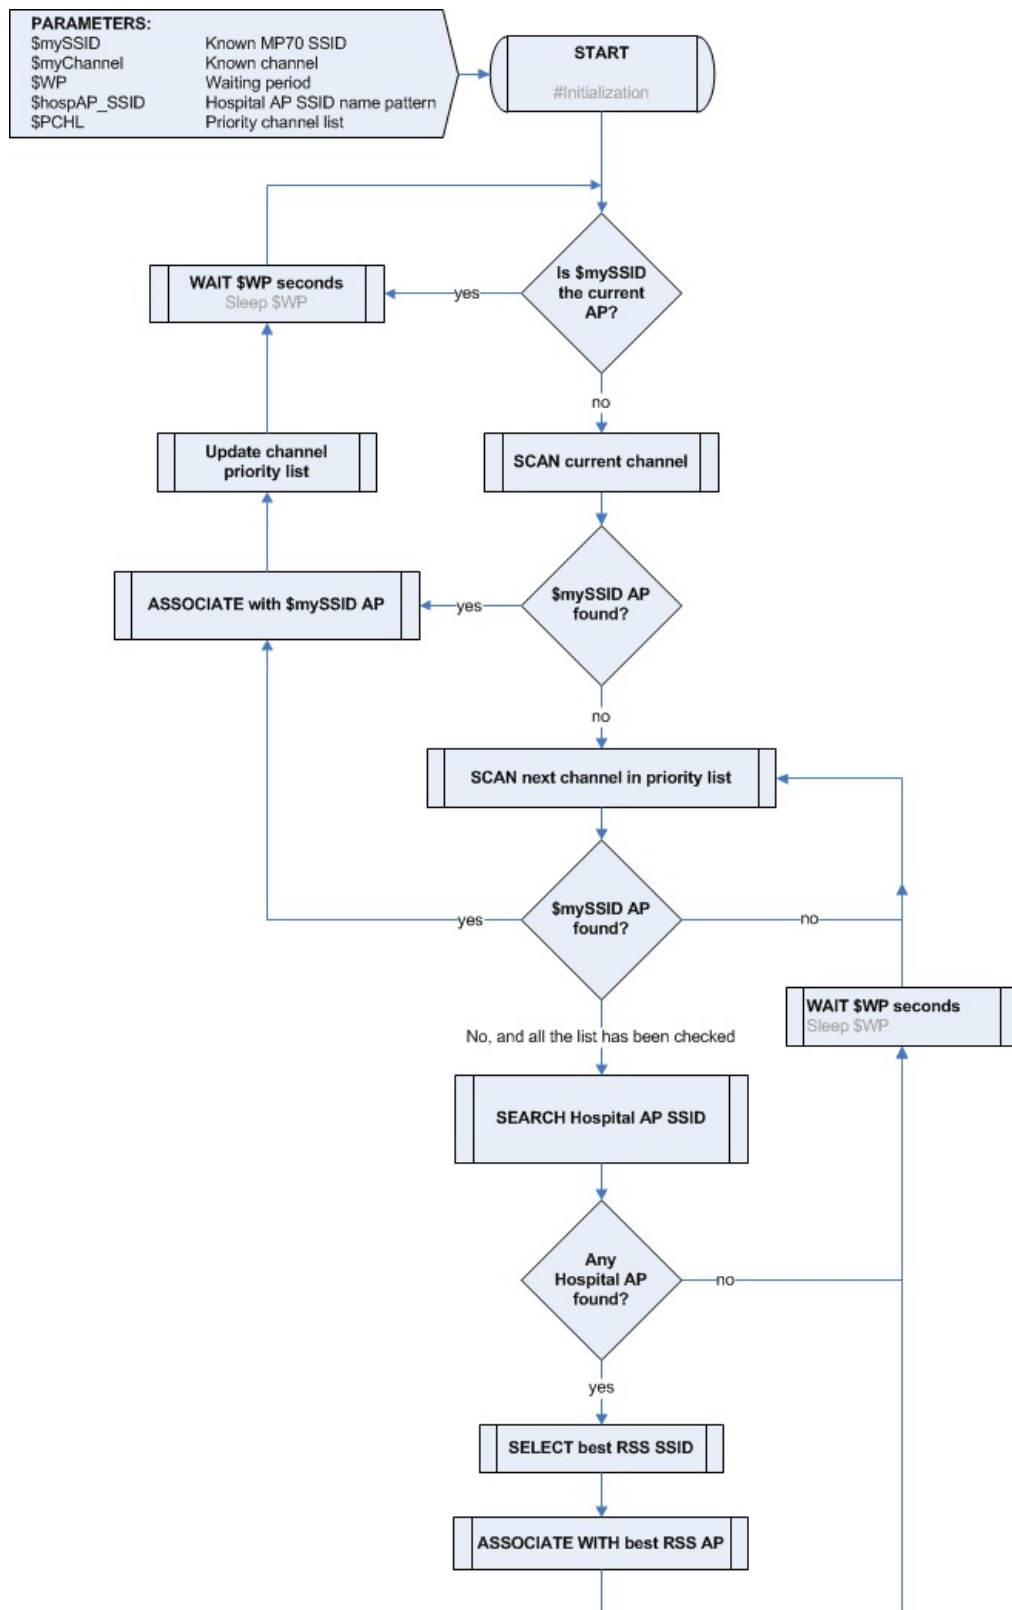 PARAMETERS:
$mySSID Known MP70 SSID
$myChannel Known channel
$WP Waiting period
$hospAP_SSID Hospital AP SSID name pattern
$PCHL Priority channel list
START
#Initialization
Is $mySSID
the current
AP?
yes
WAIT $WP seconds
Sleep $WP
no
Update channel
priority list
SCAN current channel
ASSOCIATE with $mySSID AP
yes
$mySSID AP
found?
no
SCAN next channel in priority list
yes
$mySSID AP
found?
no
WAIT $WP seconds
Sleep $WP
No, and all the list has been checked
SEARCH Hospital AP SSID
Any
Hospital AP
found?
no
yes
SELECT best RSS SSID
ASSOCIATE WITH best RSS AP